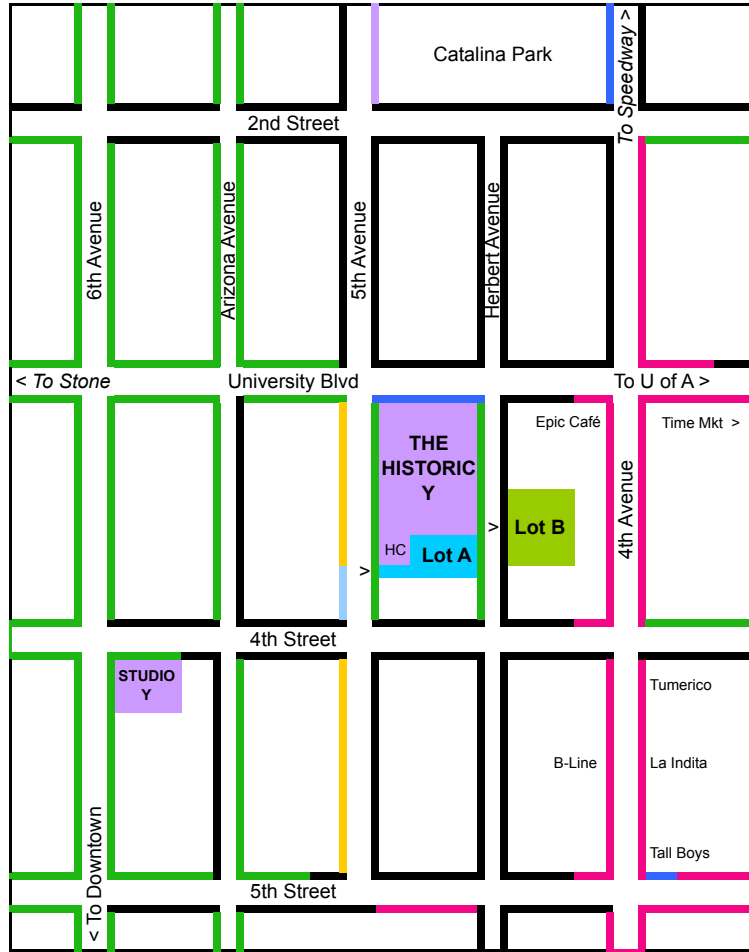 Catalina Park
To Speedway >
2nd Street
6th Avenue
Arizona Avenue
5th Avenue
Herbert Avenue
< To Stone
University Blvd
To U of A >
Epic Café
Time Mkt >
THE
HISTORIC
Y
4th Avenue
>
Lot B
HC
Lot A
>
4th Street
STUDIO
Y
Tumerico
B-Line
La Indita
Tall Boys
< To Downtown
5th Street